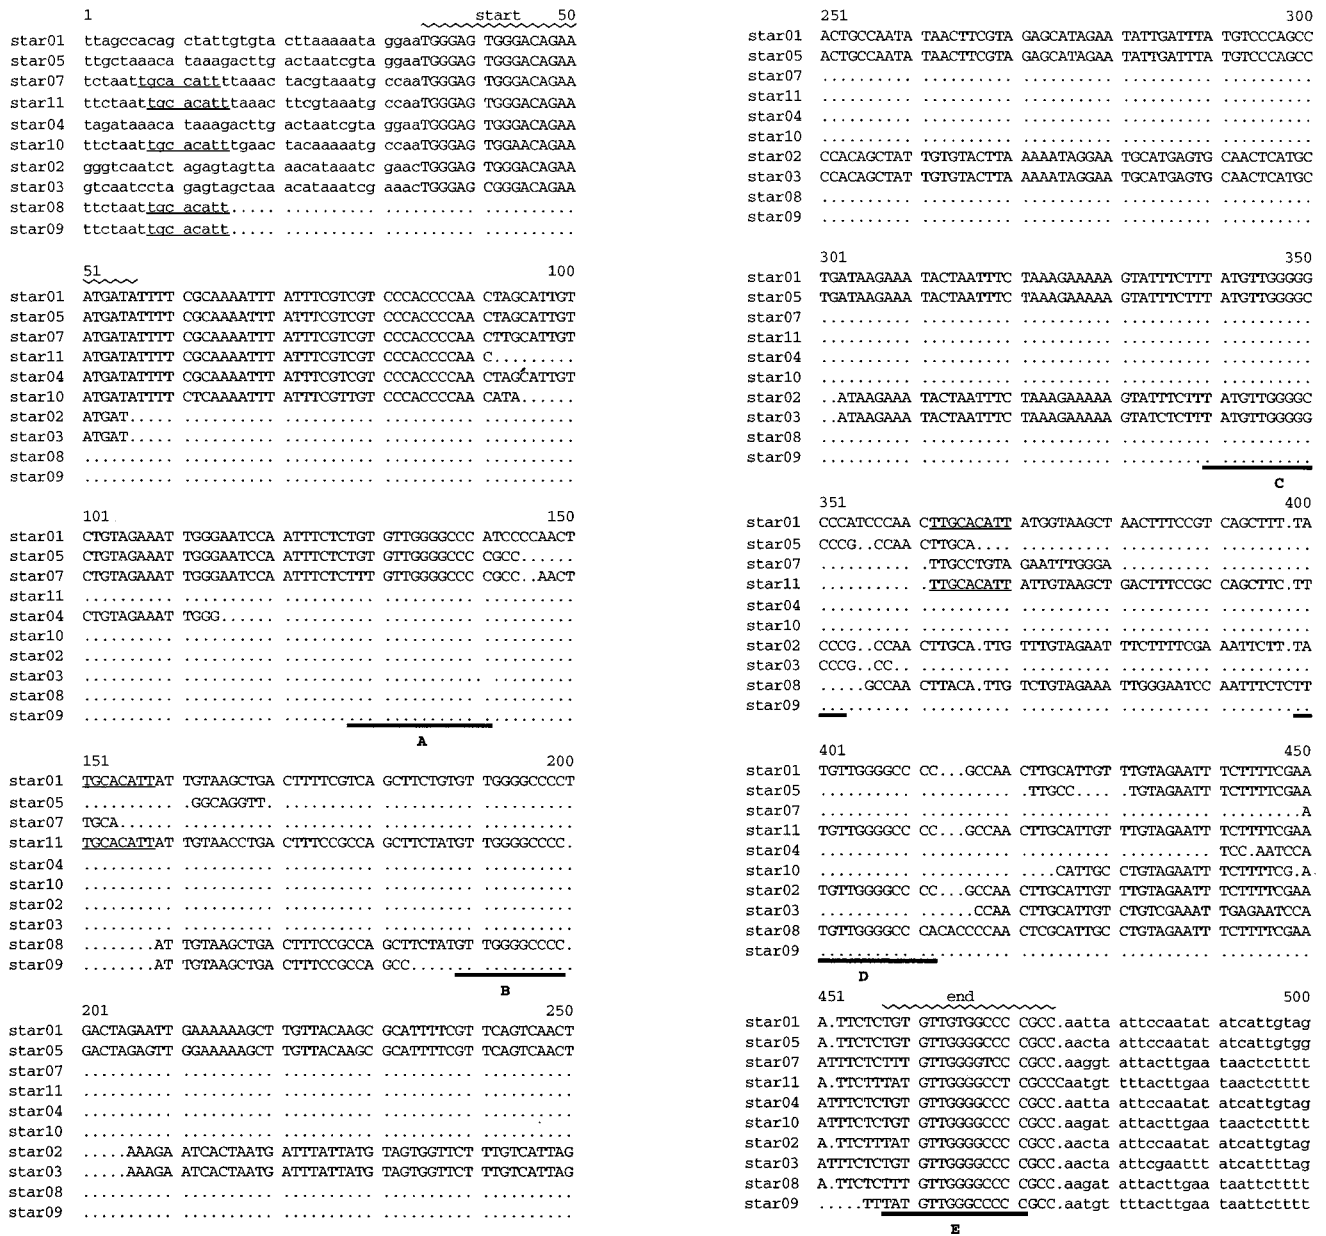 1 start 50
star01 ttagccacag ctattgtgta cttaaaaata ggaaTGGGAG TGGGACAGAA
star05 ttgctaaaca taaagacttg actaatcgta ggaaTGGGAG TGGGACAGAA
star07 tctaattgca cattttaaac tacgtaaatg ccaaTGGGAG TGGGACAGAA
star11 ttctaattgc acatttaaac ttcgtaaatg ccaaTGGGAG TGGGACAGAA
star04 tagataaaca taaagacttg actaatcgta ggaaTGGGAG TGGGACAGAA
star10 ttctaattgc acatttgaac tacaaaaatg ccaaTGGGAG TGGAACAGAA
star02 gggtcaatct agagtagtta aacataaatc gaacTGGGAG TGGGACAGAA
star03 gtcaatccta gagtagctaa acataaatcg aaacTGGGAG CGGGACAGAA
star08 ttctaattgc acatt..... .......... .......... ..........
star09 ttctaattgc acatt..... .......... .......... ..........
51 100
star01 ATGATATTTT CGCAAAATTT ATTTCGTCGT CCCACCCCAA CTAGCATTGT
star05 ATGATATTTT CGCAAAATTT ATTTCGTCGT CCCACCCCAA CTAGCATTGT
star07 ATGATATTTT CGCAAAATTT ATTTCGTCGT CCCACCCCAA CTTGCATTGT
star11 ATGATATTTT CGCAAAATTT ATTTCGTCGT CCCACCCCAA C.........
star04 ATGATATTTT CGCAAAATTT ATTTCGTCGT CCCACCCCAA CTAGCATTGT
star10 ATGATATTTT CTCAAAATTT ATTTCGTTGT CCCACCCCAA CATA......
star02 ATGAT..... .......... .......... .......... ..........
star03 ATGAT..... .......... .......... .......... ..........
star08 .......... .......... .......... .......... ..........
star09 .......... .......... .......... .......... ..........
101 150
star01 CTGTAGAAAT TGGGAATCCA ATTTCTCTGT GTTGGGGCCC ATCCCCAACT
star05 CTGTAGAAAT TGGGAATCCA ATTTCTCTGT GTTGGGGCCC CGCC......
star07 CTGTAGAAAT TGGGAATCCA ATTTCTCTTT GTTGGGGCCC CGCC..AACT
star11 .......... .......... .......... .......... ..........
star04 CTGTAGAAAT TGGG...... .......... .......... ..........
star10 .......... .......... .......... .......... ..........
star02 .......... .......... .......... .......... ..........
star03 .......... .......... .......... .......... ..........
star08 .......... .......... .......... .......... ..........
star09 .......... .......... .......... .......... ..........
A
151 200
star01 TGCACATTAT TGTAAGCTGA CTTTTCGTCA GCTTCTGTGT TGGGGCCCCT
star05 .......... ..GGCAGGTT .......... .......... ..........
star07 TGCA...... .......... .......... .......... ..........
star11 TGCACATTAT TGTAACCTGA CTTTCCGCCA GCTTCTATGT TGGGGCCCC.
star04 .......... .......... .......... .......... ..........
star10 .......... .......... .......... .......... ..........
star02 .......... .......... .......... .......... ..........
star03 .......... .......... .......... .......... ..........
star08 ........AT TGTAAGCTGA CTTTCCGCCA GCTTCTATGT TGGGGCCCC.
star09 ........AT TGTAAGCTGA CTTTCCGCCA GCC....... ..........
B
201 250
star01 GACTAGAATT GAAAAAAGCT TGTTACAAGC GCATTTTCGT TCAGTCAACT
star05 GACTAGAGTT GGAAAAAGCT TGTTACAAGC GCATTTTCGT TCAGTCAACT
star07 .......... .......... .......... .......... ..........
star11 .......... .......... .......... .......... ..........
star04 .......... .......... .......... .......... ..........
star10 .......... .......... .......... .......... ..........
star02 .....AAAGA ATCACTAATG ATTTATTATG TAGTGGTTCT TTGTCATTAG
star03 .....AAAGA ATCACTAATG ATTTATTATG TAGTGGTTCT TTGTCATTAG
star08 .......... .......... .......... .......... ..........
star09 .......... .......... .......... .......... ..........
251 300
star01 ACTGCCAATA TAACTTCGTA GAGCATAGAA TATTGATTTA TGTCCCAGCC
star05 ACTGCCAATA TAACTTCGTA GAGCATAGAA TATTGATTTA TGTCCCAGCC
star07 .......... .......... .......... .......... ..........
star11 .......... .......... .......... .......... ..........
star04 .......... .......... .......... .......... ..........
star10 .......... .......... .......... .......... ..........
star02 CCACAGCTAT TGTGTACTTA AAAATAGGAA TGCATGAGTG CAACTCATGC
star03 CCACAGCTAT TGTGTACTTA AAAATAGGAA TGCATGAGTG CAACTCATGC
star08 .......... .......... .......... .......... ..........
star09 .......... .......... .......... .......... ..........
301 350
star01 TGATAAGAAA TACTAATTTC TAAAGAAAAA GTATTTCTTT ATGTTGGGGG
star05 TGATAAGAAA TACTAATTTC TAAAGAAAAA GTATTTCTTT ATGTTGGGGC
star07 .......... .......... .......... .......... ..........
star11 .......... .......... .......... .......... ..........
star04 .......... .......... .......... .......... ..........
star10 .......... .......... .......... .......... ..........
star02 ..ATAAGAAA TACTAATTTC TAAAGAAAAA GTATTTCTTT ATGTTGGGGC
star03 ..ATAAGAAA TACTAATTTC TAAAGAAAAA GTATCTCTTT ATGTTGGGGG
star08 .......... .......... .......... .......... ..........
star09 .......... .......... .......... .......... ..........
C
351 400
star01 CCCATCCCAAC TTGCACATT ATGGTAAGCT AACTTTCCGT CAGCTTT.TA
star05 CCCG..CCAAC TTGCA.... .......... .......... ..........
star07 .......... ..TTGCCTGTA GAATTTGGGA .......... ..........
star11 .......... ..TTGCACATT ATTGTAAGCT GACTTTCCGC CAGCTTC.TT
star04 .......... .......... .......... .......... ..........
star10 .......... .......... .......... .......... ..........
star02 CCCG..CCAA CTTGCA.TTG TTTGTAGAAT TTCTTTTCGA AATTCTT.TA
star03 CCCG..CC.. .......... .......... .......... ..........
star08 .....GCCAA CTTACA.TTG TCTGTAGAAA TTGGGAATCC AATTTCTCTT
star09 .......... .......... .......... .......... ..........
401 450
star01 TGTTGGGGCC CC...GCCAA CTTGCATTGT TTGTAGAATT TCTTTTCGAA
star05 .......... .......... ..TTGCC... ..TGTAGAATT TCTTTTCGAA
star07 .......... .......... .......... .......... .........A
star11 TGTTGGGGCC CC...GCCAA CTTGCATTGT TTGTAGAATT TCTTTTCGAA
star04 .......... .......... .......... .......... TCC.AATCCA
star10 .......... .......... .....CATTGC CTGTAGAATT TCTTTTCG.A
star02 TGTTGGGGCC CC...GCCAA CTTGCATTGT TTGTAGAATT TCTTTTCGAA
star03 .......... ......CCAA CTTGCATTGT CTGTCGAAAT TGAGAATCCA
star08 TGTTGGGGCC CACACCCCAA CTCGCATTGC CTGTAGAATT TCTTTTCGAA
star09 .......... .......... .......... .......... ..........
D
451 end 500
star01 A.TTCTCTGT GTTGTGGCCC CGCC.aatta attccaatat atcattgtag
star05 A.TTCTCTGT GTTGGGGCCC CGCC.aacta attccaatat atcattgtgg
star07 ATTTCTCTTT GTTGGGGTCC CGCC.aaggt attacttgaa taactctttt
star11 A.TTCTTTAT GTTGGGGCCT CGCCCaatgt tttacttgaa taactctttt
star04 ATTTCTCTGT GTTGGGGCCC CGCC.aatta attccaatat atcattgtag
star10 ATTTCTCTGT GTTGGGGCCC CGCC.aagat attacttgaa taactctttt
star02 A.TTCTTTAT GTTGGGGCCC CGCC.aacta attccaatat atcattgtag
star03 ATTTCTCTGT GTTGGGGCCC CGCC.aacta attcgaattt atcattttag
star08 A.TTCTCTTT GTTGGGGCCC CGCC.aagat atacttgaa taattctttt
star09 .....TTTAT GTTGGGCCCC CGCC.aatgt tttacttgaa taattctttt
E